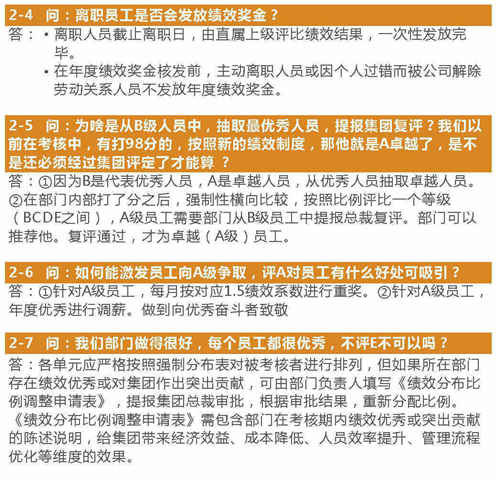 2-4 问：离职员工是否会发放绩效奖金？
答：• 离职人员截止离职日，由直属上级评比绩效结果，一次性发放完
毕。
• 在年度绩效奖金核发前，主动离职人员或因个人过错而被公司解除
劳动关系人员不发放年度绩效奖金。
2-5 问：为啥是从B级人员中，抽取最优秀人员，提报集团复评？我们以
前在考核中，有打98分的，按照新的绩效制度，那他就是A卓越了，是不
是还必须经过集团评定了才能算？
答：①因为B是代表优秀人员，A是卓越人员，从优秀人员抽取卓越人员。
②在部门内部打了分之后，强制性横向比较，按照比例评比一个等级
（BCDE之间），A级员工需要部门从B级员工中提报总裁复评。部门可以
推荐他。复评通过，才为卓越（A级）员工。
2-6 问：如何能激发员工向A级争取，评A对员工有什么好处可吸引？
答：①针对A级员工，每月按对应1.5绩效系数进行重奖。②针对A级员工，
年度优秀进行调薪。做到向优秀奋斗者致敬
2-7 问：我们部门做得很好，每个员工都很优秀，不评E不可以吗？
答：各单元应严格按照强制分布表对被考核者进行排列，但如果所在部门
存在绩效优秀或对集团作出突出贡献，可由部门负责人填写《绩效分布比
例调整申请表》，提报集团总裁审批，根据审批结果，重新分配比例。
《绩效分布比例调整申请表》需包含部门在考核期内绩效优秀或突出贡献
的陈述说明，给集团带来经济效益、成本降低、人员效率提升、管理流程
优化等维度的效果。